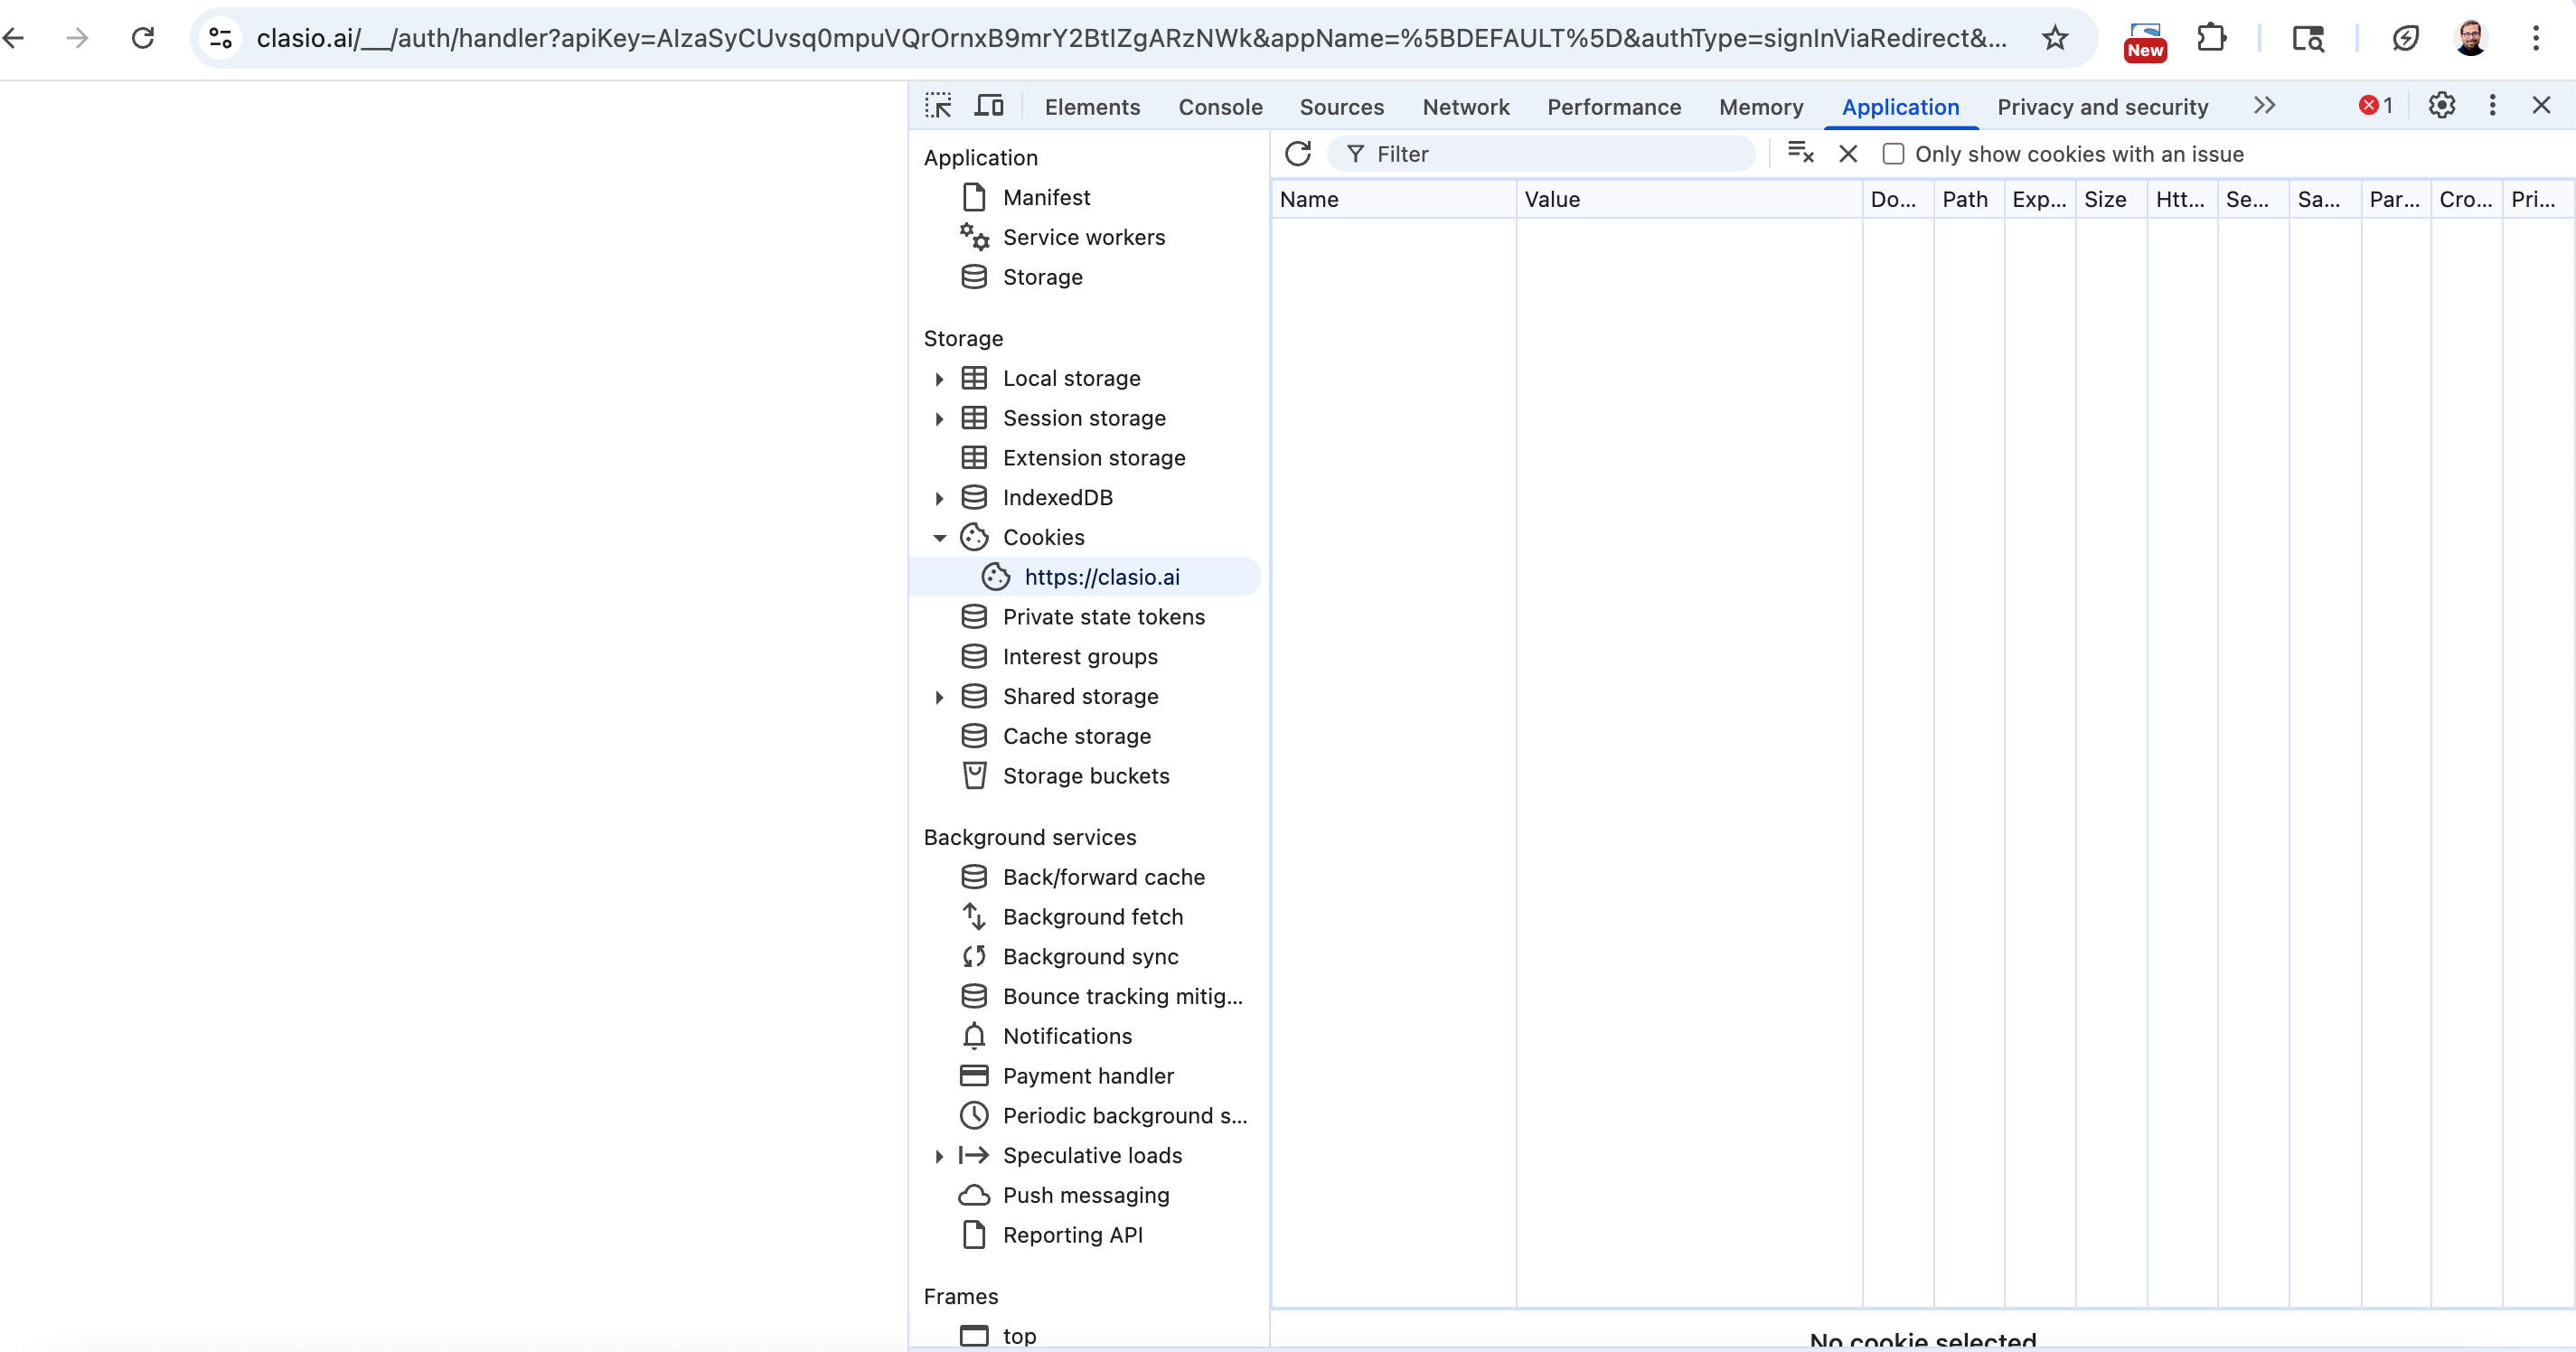 clasio.ai/__/auth/handler?apiKey=AIzaSyCUvsq0mpuVQrOrnxB9mrY2BtIZgARzNWk&appName=%5BDEFAULT%5D&authType=signInViaRedirect&...
New
Elements Console Sources Network Performance Memory Application Privacy and security 1
Application
Manifest
Service workers
Storage
Storage
Local storage
Session storage
Extension storage
IndexedDB
Cookies
https://clasio.ai
Private state tokens
Interest groups
Shared storage
Cache storage
Storage buckets
Background services
Back/forward cache
Background fetch
Background sync
Bounce tracking mitig...
Notifications
Payment handler
Periodic background s...
Speculative loads
Push messaging
Reporting API
Frames
top
Filter Only show cookies with an issue
Name Value Do... Path Exp... Size Htt... Se... Sa... Par... Cro... Pri...
No cookie selected